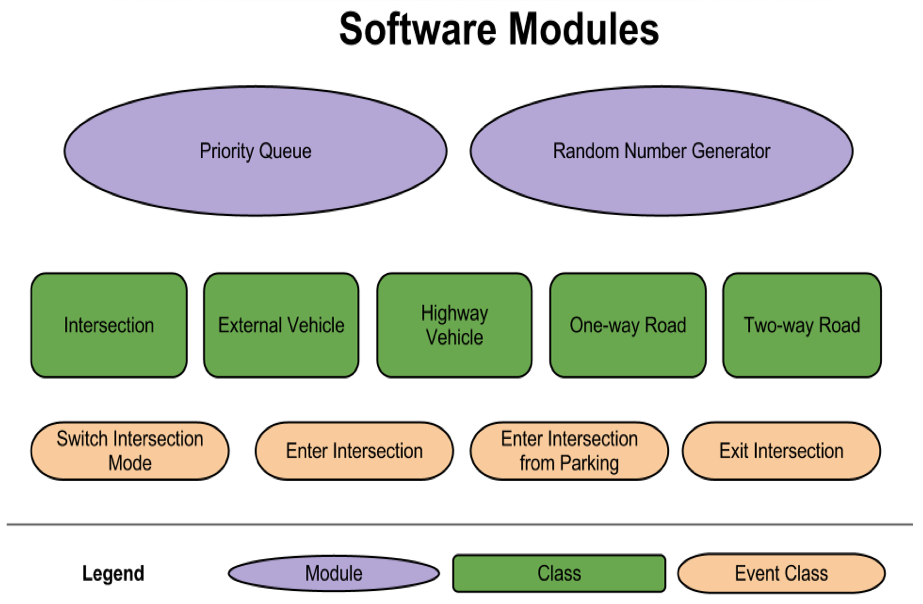 Software Modules
Priority Queue
Random Number Generator
Intersection
External Vehicle
Highway
Vehicle
One-way Road
Two-way Road
Switch Intersection
Mode
Enter Intersection
Enter Intersection
from Parking
Exit Intersection
Legend
Module
Class
Event Class